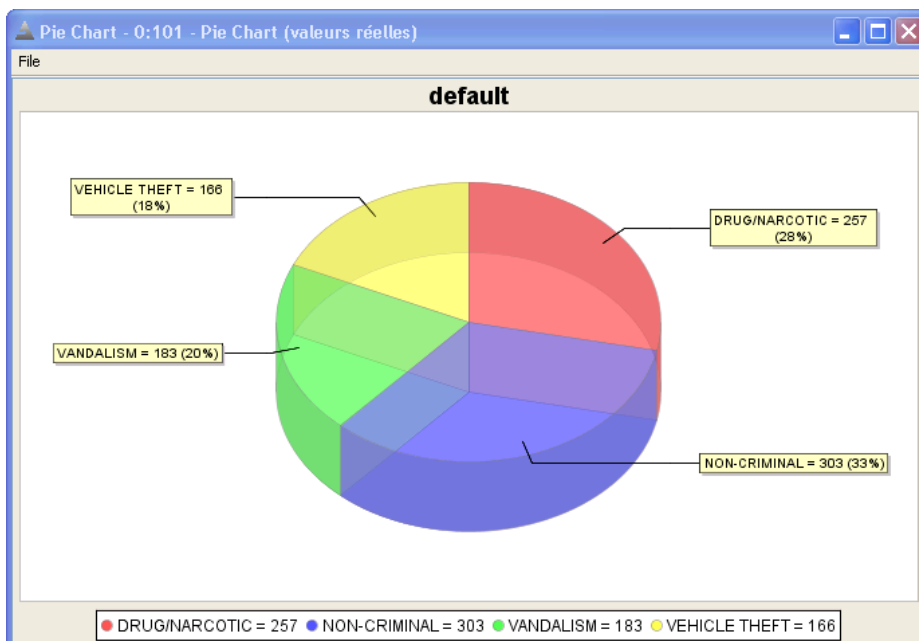 Pie Chart - 0:101 - Pie Chart (valeurs réelles)
File
default
VEHICLE THEFT = 166
(18%)
DRUG/NARCOTIC = 257
(28%)
VANDALISM = 183 (20%)
NON-CRIMINAL = 303 (33%)
DRUG/NARCOTIC = 257 NON-CRIMINAL = 303 VANDALISM = 183 VEHICLE THEFT = 166